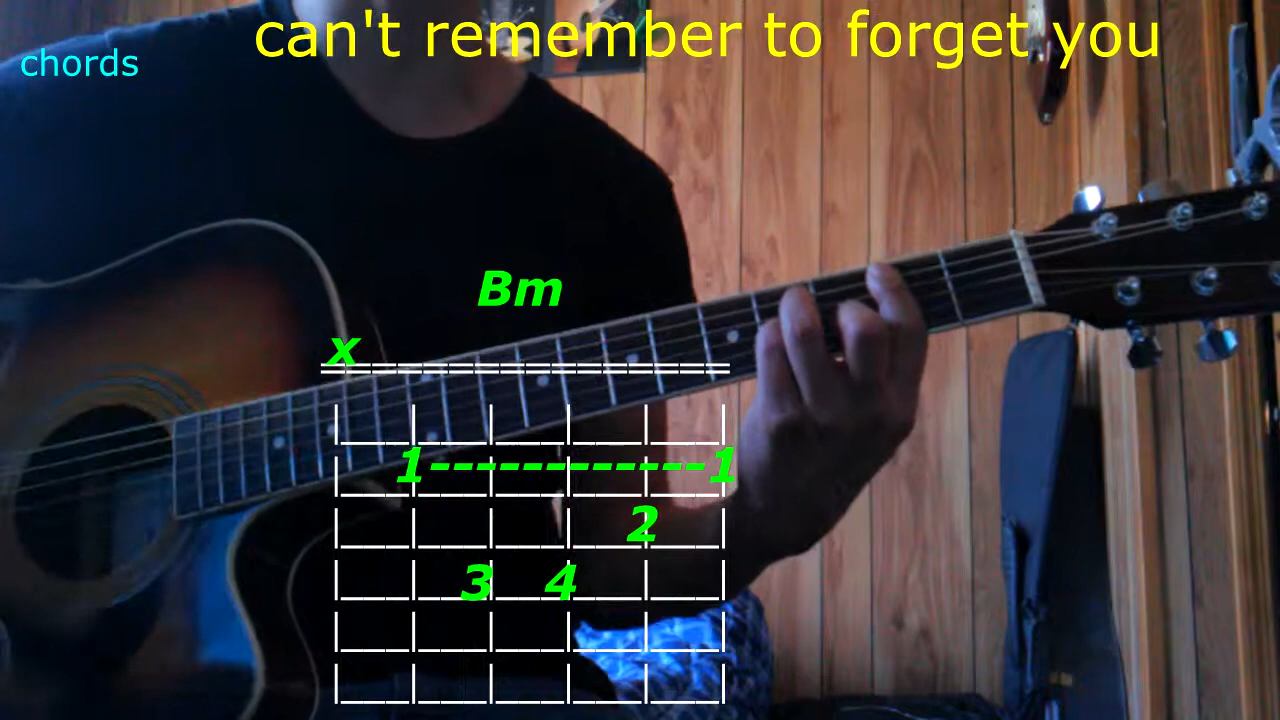 can't remember to forget you
chords
Bm
x
1------------1
2
3 4